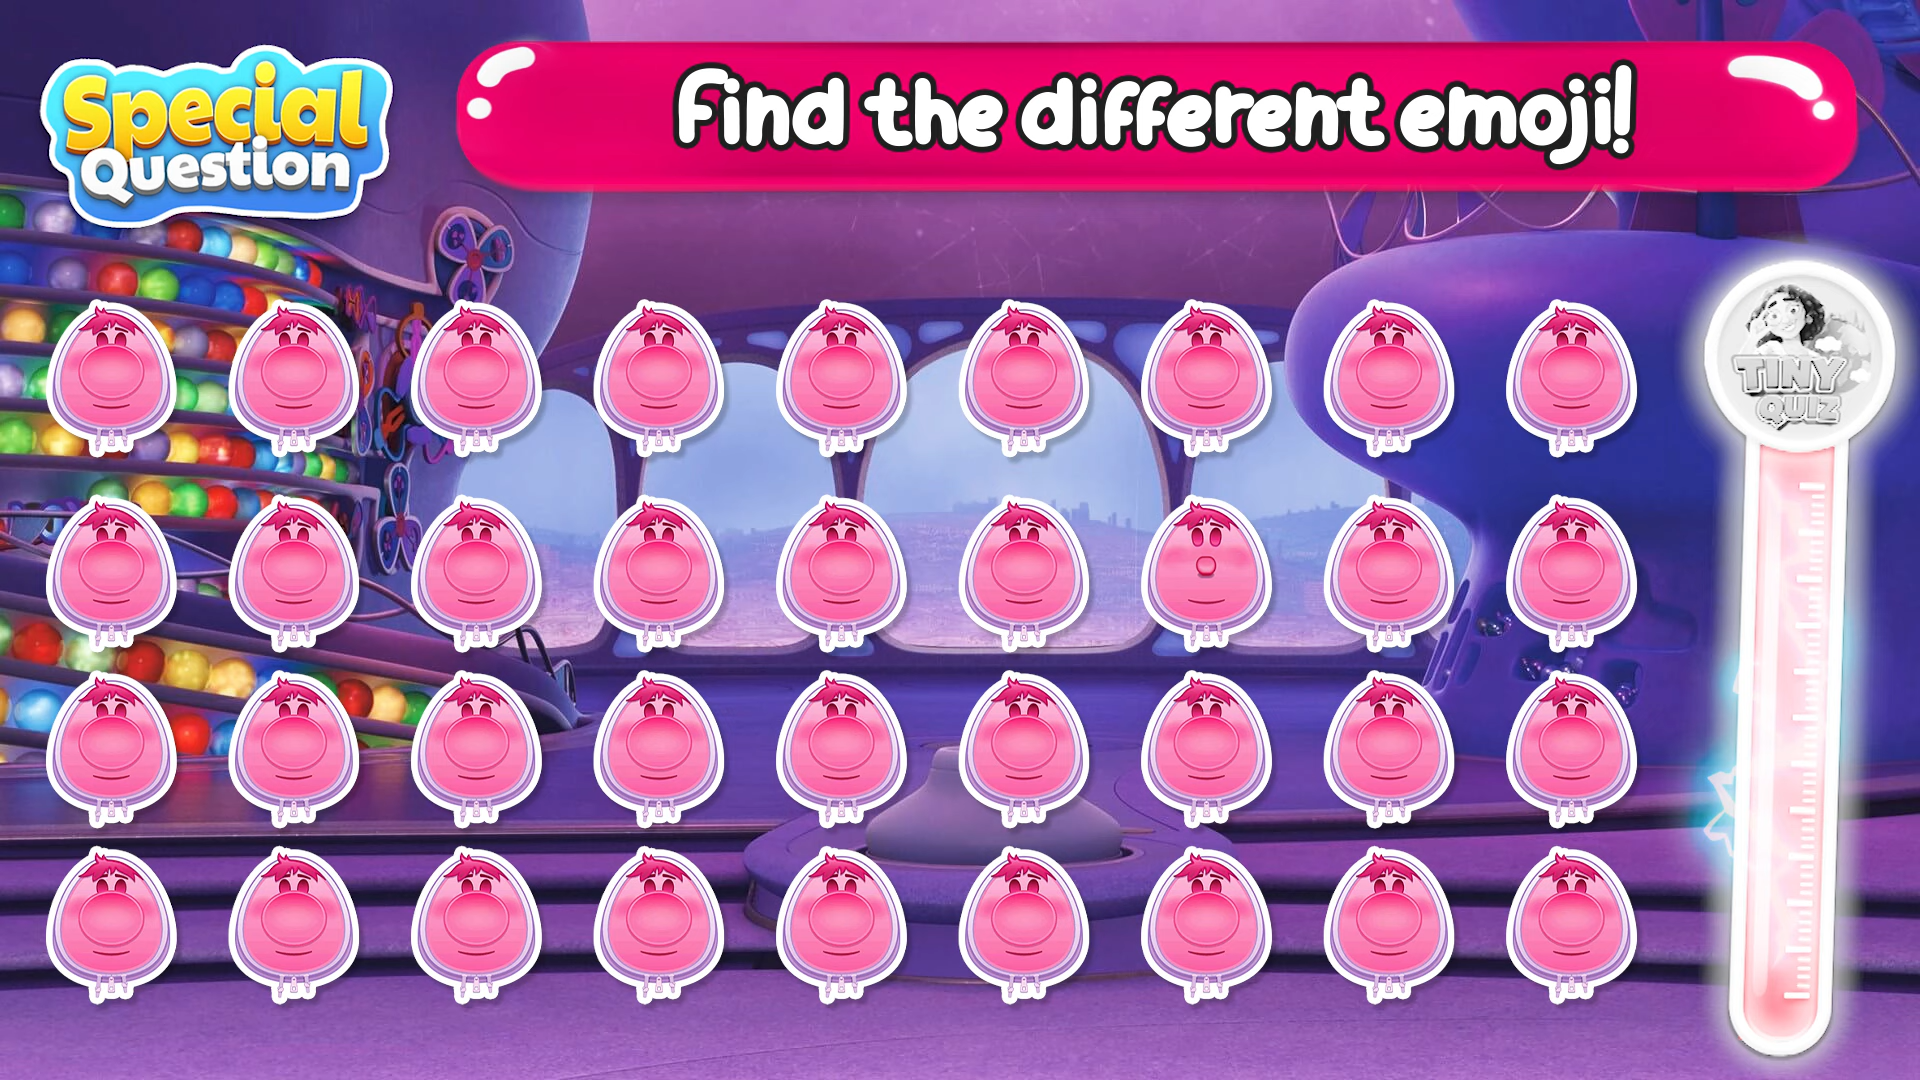 Special
Question
Find the different emoji!
TINY
QUIZ